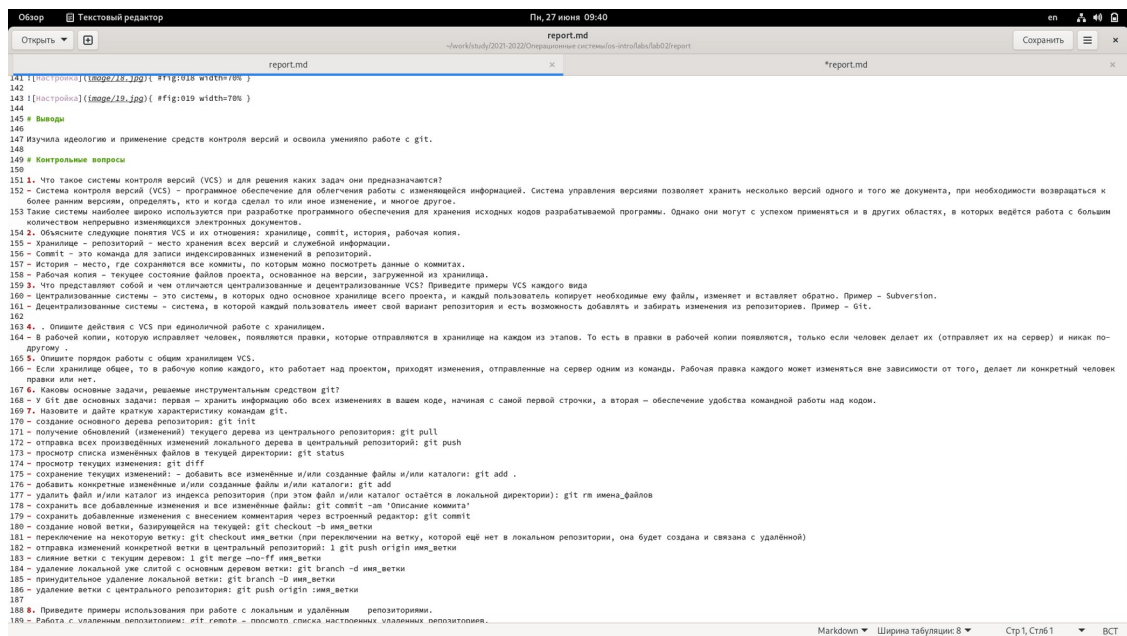 Обзор Текстовый редактор Пн, 27 июня 09:40 en
Открыть report.md Сохранить
~/work/study/2021-2022/Операционные системы/os-intro/labs/lab02/report
report.md × *report.md ×
141 ![Настройка](image/18.jpg){ #fig:018 width=70% }
142
143 ![Настройка](image/19.jpg){ #fig:019 width=70% }
144
145 # Выводы
146
147 Изучила идеологию и применение средств контроля версий и освоила уменияпо работе с git.
148
149 # Контрольные вопросы
150
151 1. Что такое системы контроля версий (VCS) и для решения каких задач они предназначаются?
152 - Система контроля версий (VCS) - программное обеспечение для облегчения работы с изменяющейся информацией. Система управления версиями позволяет хранить несколько версий одного и того же документа, при необходимости возвращаться к
более ранним версиям, определять, кто и когда сделал то или иное изменение, и многое другое.
153 Такие системы наиболее широко используются при разработке программного обеспечения для хранения исходных кодов разрабатываемой программы. Однако они могут с успехом применяться и в других областях, в которых ведётся работа с большим
количеством непрерывно изменяющихся электронных документов.
154 2. Объясните следующие понятия VCS и их отношения: хранилище, commit, история, рабочая копия.
155 - Хранилище – репозиторий - место хранения всех версий и служебной информации.
156 - Commit – это команда для записи индексированных изменений в репозиторий.
157 - История – место, где сохраняются все коммиты, по которым можно посмотреть данные о коммитах.
158 - Рабочая копия – текущее состояние файлов проекта, основанное на версии, загруженной из хранилища.
159 3. Что представляют собой и чем отличаются централизованные и децентрализованные VCS? Приведите примеры VCS каждого вида
160 - Централизованные системы – это системы, в которых одно основное хранилище всего проекта, и каждый пользователь копирует необходимые ему файлы, изменяет и вставляет обратно. Пример – Subversion.
161 - Децентрализованные системы – система, в которой каждый пользователь имеет свой вариант репозитория и есть возможность добавлять и забирать изменения из репозиториев. Пример – Git.
162
163 4. . Опишите действия с VCS при единоличной работе с хранилищем.
164 - В рабочей копии, которую исправляет человек, появляются правки, которые отправляются в хранилище на каждом из этапов. То есть в правки в рабочей копии появляются, только если человек делает их (отправляет их на сервер) и никак по-
другому .
165 5. Опишите порядок работы с общим хранилищем VCS.
166 - Если хранилище общее, то в рабочую копию каждого, кто работает над проектом, приходят изменения, отправленные на сервер одним из команды. Рабочая правка каждого может изменяться вне зависимости от того, делает ли конкретный человек
правки или нет.
167 6. Каковы основные задачи, решаемые инструментальным средством git?
168 - У Git две основных задачи: первая — хранить информацию обо всех изменениях в вашем коде, начиная с самой первой строчки, а вторая — обеспечение удобства командной работы над кодом.
169 7. Назовите и дайте краткую характеристику командам git.
170 - создание основного дерева репозитория: git init
171 - получение обновлений (изменений) текущего дерева из центрального репозитория: git pull
172 - отправка всех произведённых изменений локального дерева в центральный репозиторий: git push
173 - просмотр списка изменённых файлов в текущей директории: git status
174 - просмотр текущих изменения: git diff
175 - сохранение текущих изменений: - добавить все изменённые и/или созданные файлы и/или каталоги: git add .
176 - добавить конкретные изменённые и/или созданные файлы и/или каталоги: git add
177 - удалить файл и/или каталог из индекса репозитория (при этом файл и/или каталог остаётся в локальной директории): git rm имена_файлов
178 - сохранить все добавленные изменения и все изменённые файлы: git commit -am 'Описание коммита'
179 - сохранить добавленные изменения с внесением комментария через встроенный редактор: git commit
180 - создание новой ветки, базирующейся на текущей: git checkout -b имя_ветки
181 - переключение на некоторую ветку: git checkout имя_ветки (при переключении на ветку, которой ещё нет в локальном репозитории, она будет создана и связана с удалённой)
182 - отправка изменений конкретной ветки в центральный репозиторий: 1 git push origin имя_ветки
183 - слияние ветки с текущим деревом: 1 git merge —no-ff имя_ветки
184 - удаление локальной уже слитой с основным деревом ветки: git branch -d имя_ветки
185 - принудительное удаление локальной ветки: git branch -D имя_ветки
186 - удаление ветки с центрального репозитория: git push origin :имя_ветки
187
188 8. Приведите примеры использования при работе с локальным и удалённым репозиториями.
189 - Работа с удаленным репозиторием: git remote – просмотр списка настроенных удаленных репозиториев.
Markdown Ширина табуляции: 8 Стр 1, Стлб 1 ВСТ